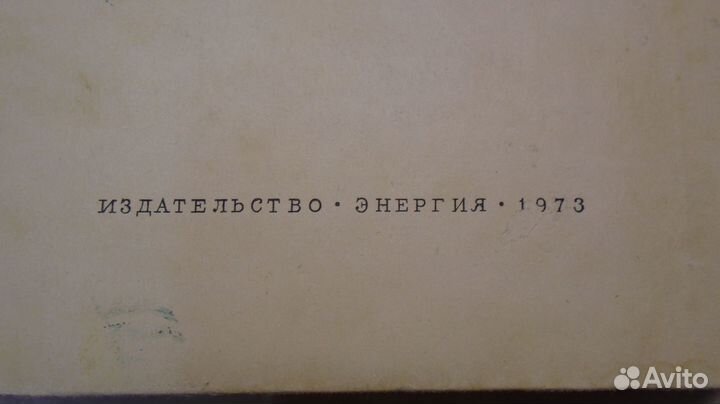 ИЗДАТЕЛЬСТВО · ЭНЕРГИЯ · 1973
Avito